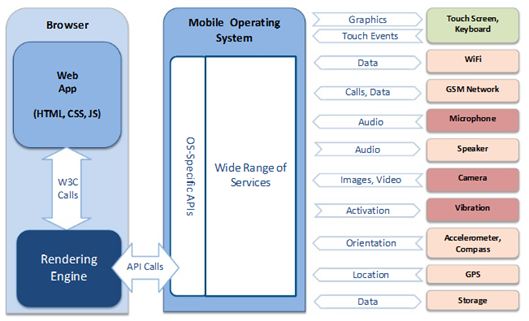 Browser
Web
App
(HTML, CSS, JS)
W3C
Calls
Rendering
Engine
API Calls
Mobile Operating
System
OS-Specific APIs
Wide Range of
Services
Graphics
Touch Events
Touch Screen,
Keyboard
Data
WiFi
Calls, Data
GSM Network
Audio
Microphone
Audio
Speaker
Images, Video
Camera
Activation
Vibration
Orientation
Accelerometer,
Compass
Location
GPS
Data
Storage